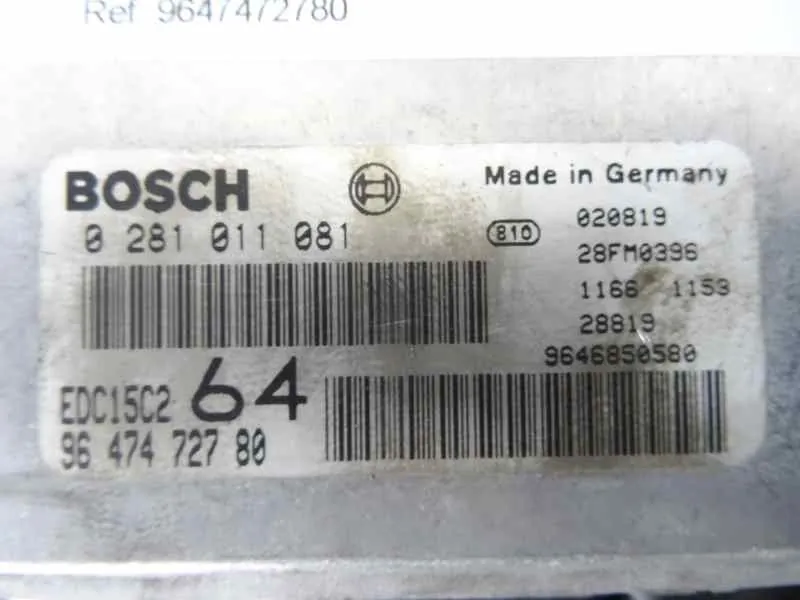 Ref 9647472780
BOSCH
Made in Germany
0 281 011 081
810
020819
28FM0396
1166 1153
28819
9646850580
EDC15C2
64
96 474 727 80